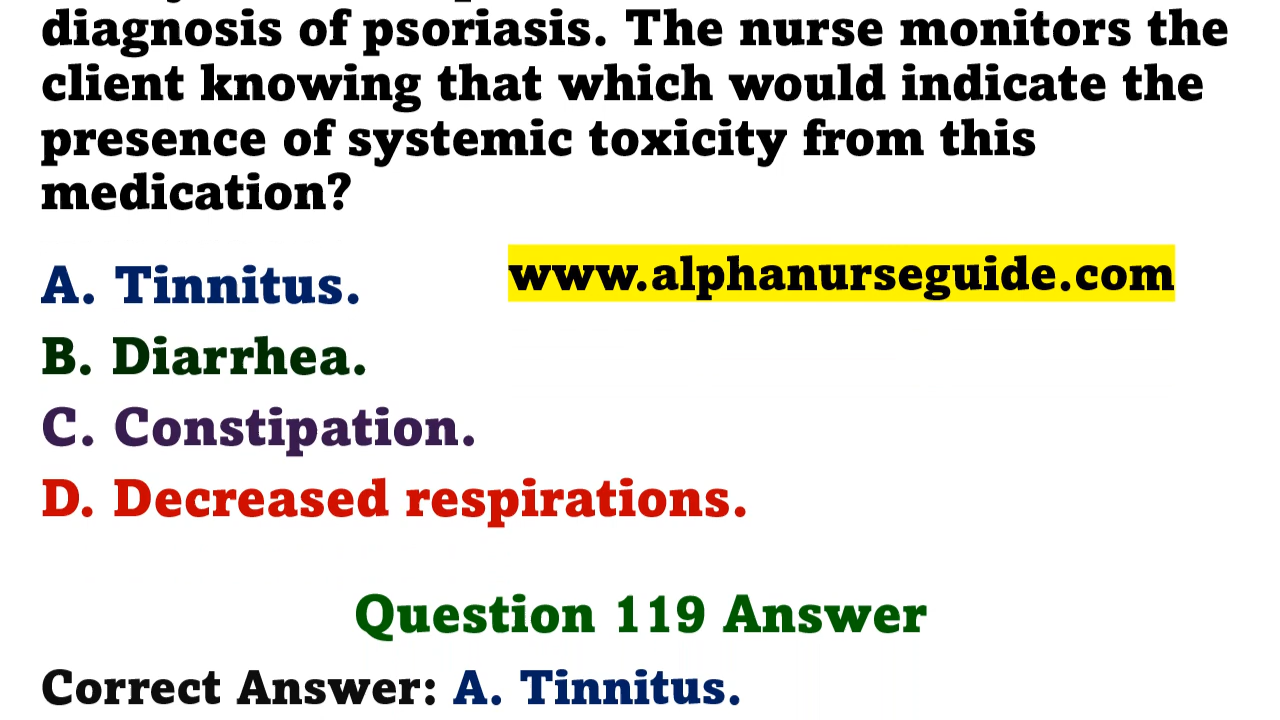 diagnosis of psoriasis. The nurse monitors the
client knowing that which would indicate the
presence of systemic toxicity from this
medication?
A. Tinnitus.
www.alphanurseguide.com
B. Diarrhea.
C. Constipation.
D. Decreased respirations.
Question 119 Answer
Correct Answer: A. Tinnitus.